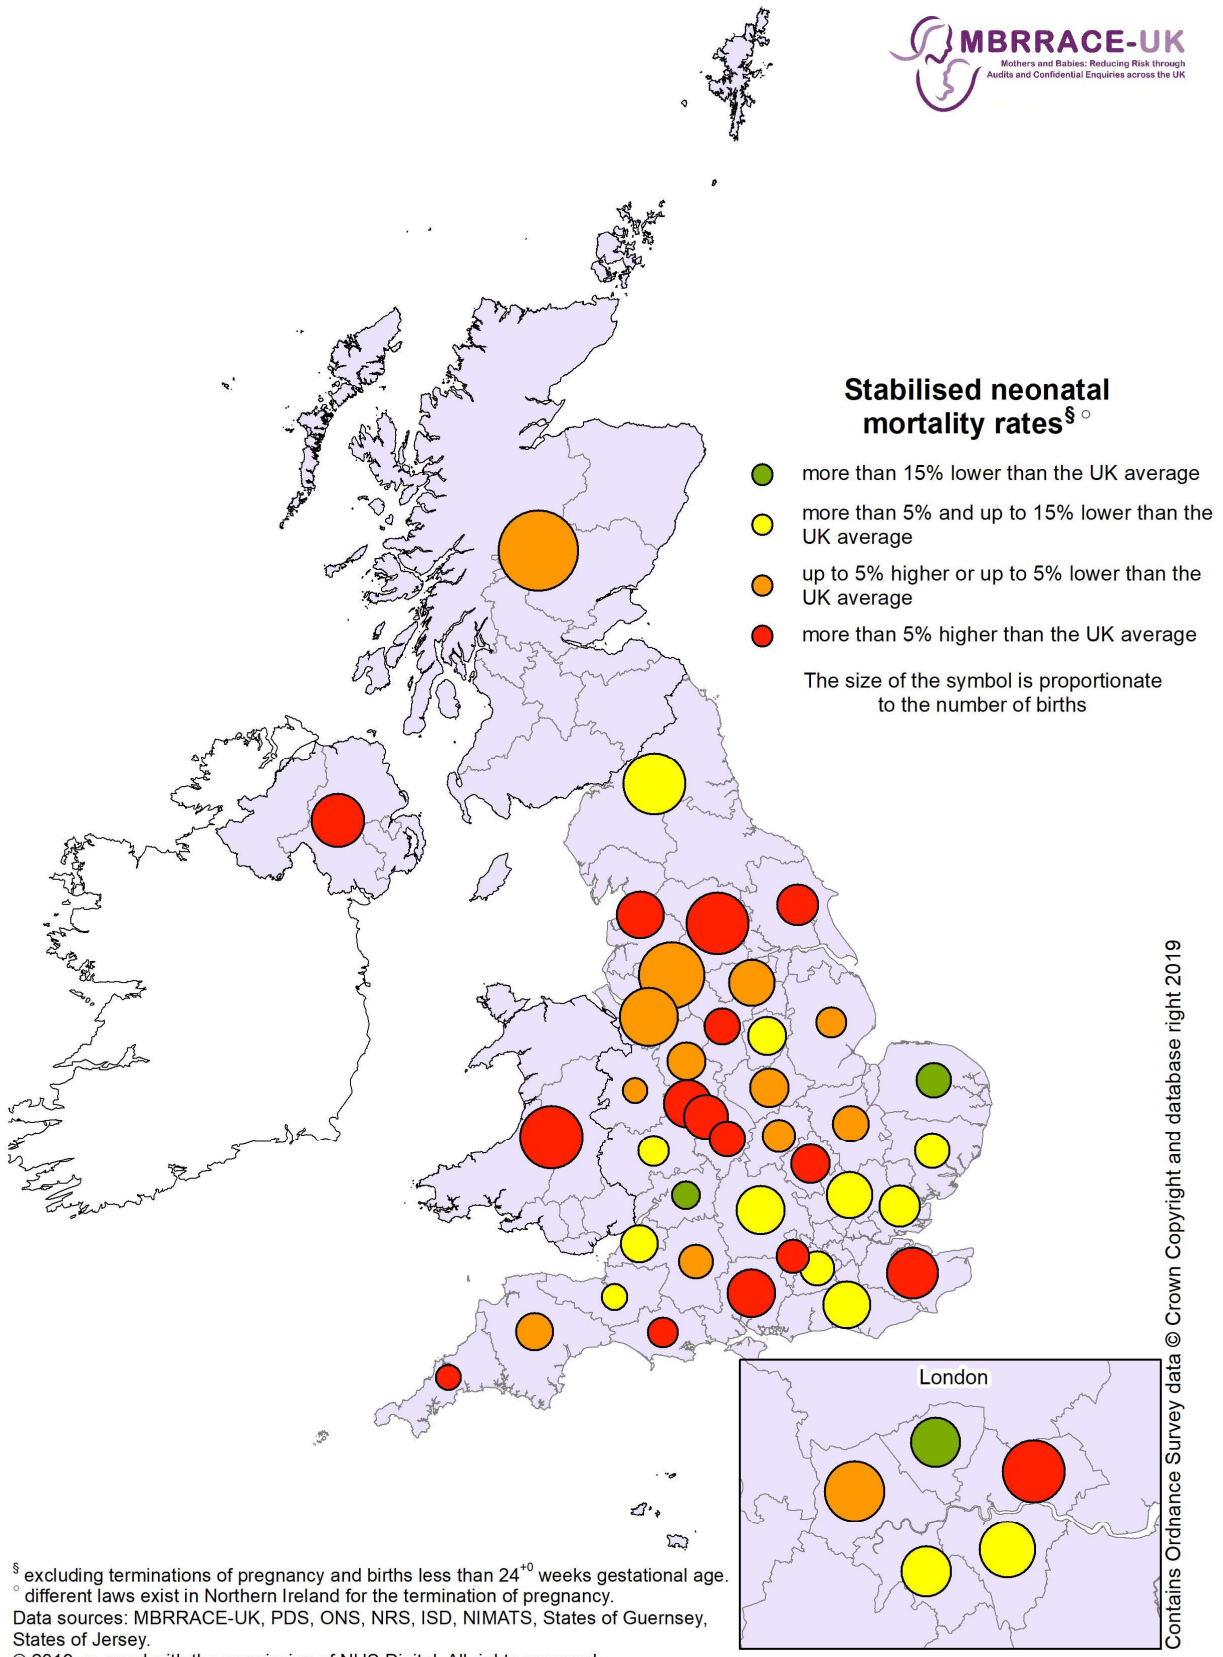 MBRRACE-UK
Mothers and Babies: Reducing Risk through
Audits and Confidential Enquiries across the UK
Stabilised neonatal
mortality rates§ ○
more than 15% lower than the UK average
more than 5% and up to 15% lower than the
UK average
up to 5% higher or up to 5% lower than the
UK average
more than 5% higher than the UK average
The size of the symbol is proportionate
to the number of births
Contains Ordnance Survey data © Crown Copyright and database right 2019
London
§ excluding terminations of pregnancy and births less than 24+0 weeks gestational age.
○ different laws exist in Northern Ireland for the termination of pregnancy.
Data sources: MBRRACE-UK, PDS, ONS, NRS, ISD, NIMATS, States of Guernsey,
States of Jersey.